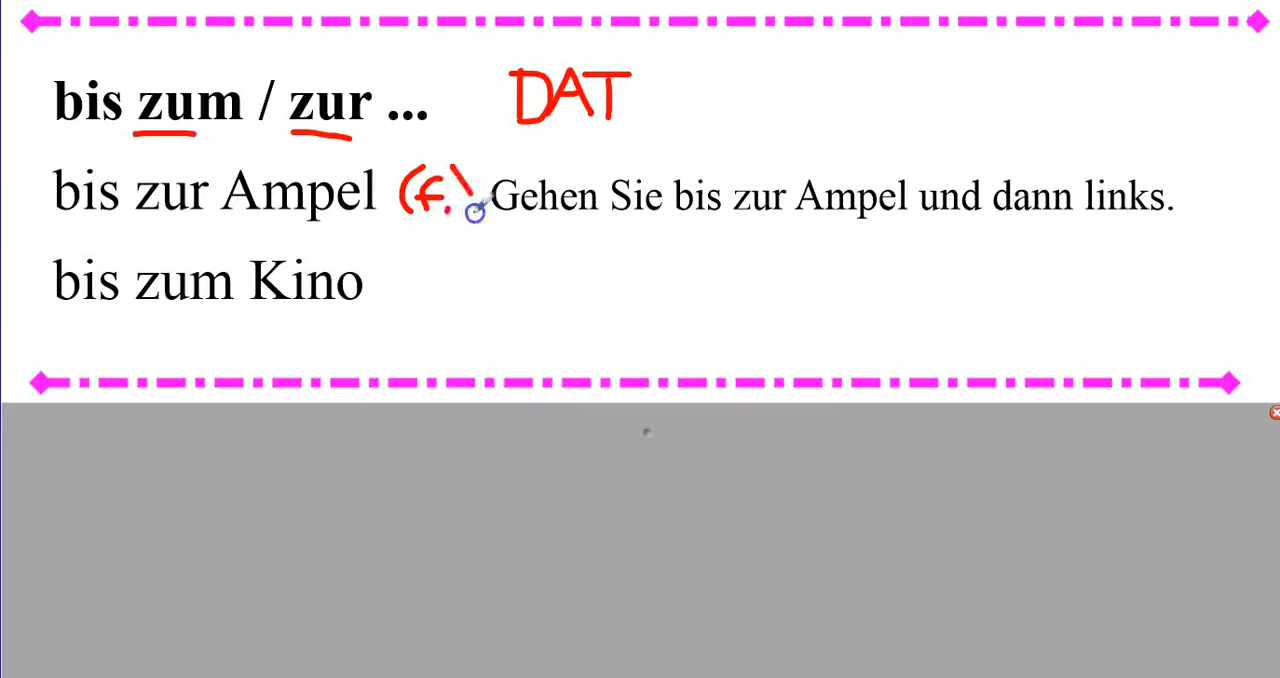 bis zum / zur ... DAT
bis zur Ampel (f.) Gehen Sie bis zur Ampel und dann links.
bis zum Kino